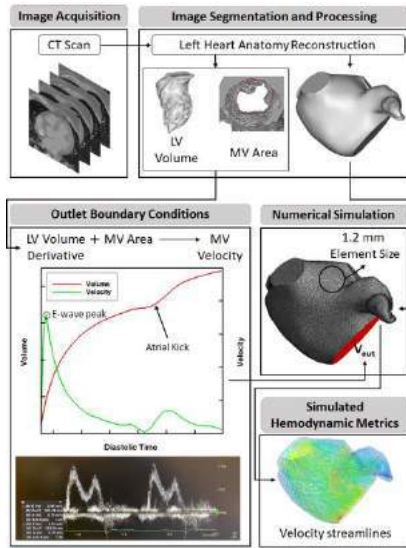 Image Acquisition
Image Segmentation and Processing
CT Scan
Left Heart Anatomy Reconstruction
LV
Volume
MV Area
Outlet Boundary Conditions
LV Volume + MV Area
Derivative
MV
Velocity
Volume
Velocity
E-wave peak
Atrial Kick
Volume
Velocity
Diastolic Time
Numerical Simulation
1.2 mm
Element Size
Vout
Simulated
Hemodynamic Metrics
Velocity streamlines